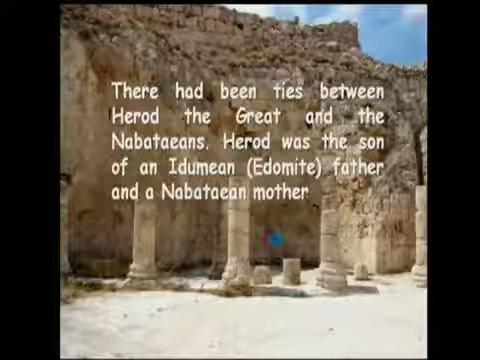 There had been ties between
Herod the Great and the
Nabataeans. Herod was the son
of an Idumean (Edomite) father
and a Nabataean mother